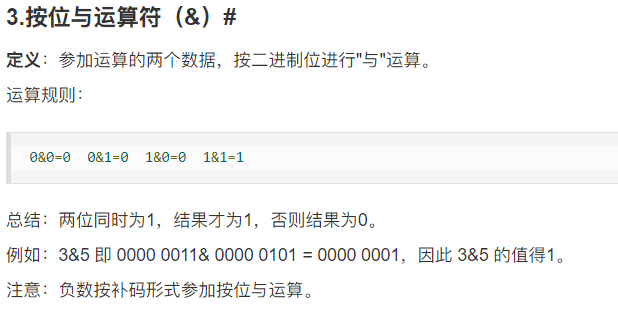 3.按位与运算符（&）#
定义：参加运算的两个数据，按二进制位进行"与"运算。
运算规则：
0&0=0  0&1=0  1&0=0  1&1=1
总结：两位同时为1，结果才为1，否则结果为0。
例如：3&5 即 0000 0011& 0000 0101 = 0000 0001，因此 3&5 的值得1。
注意：负数按补码形式参加按位与运算。